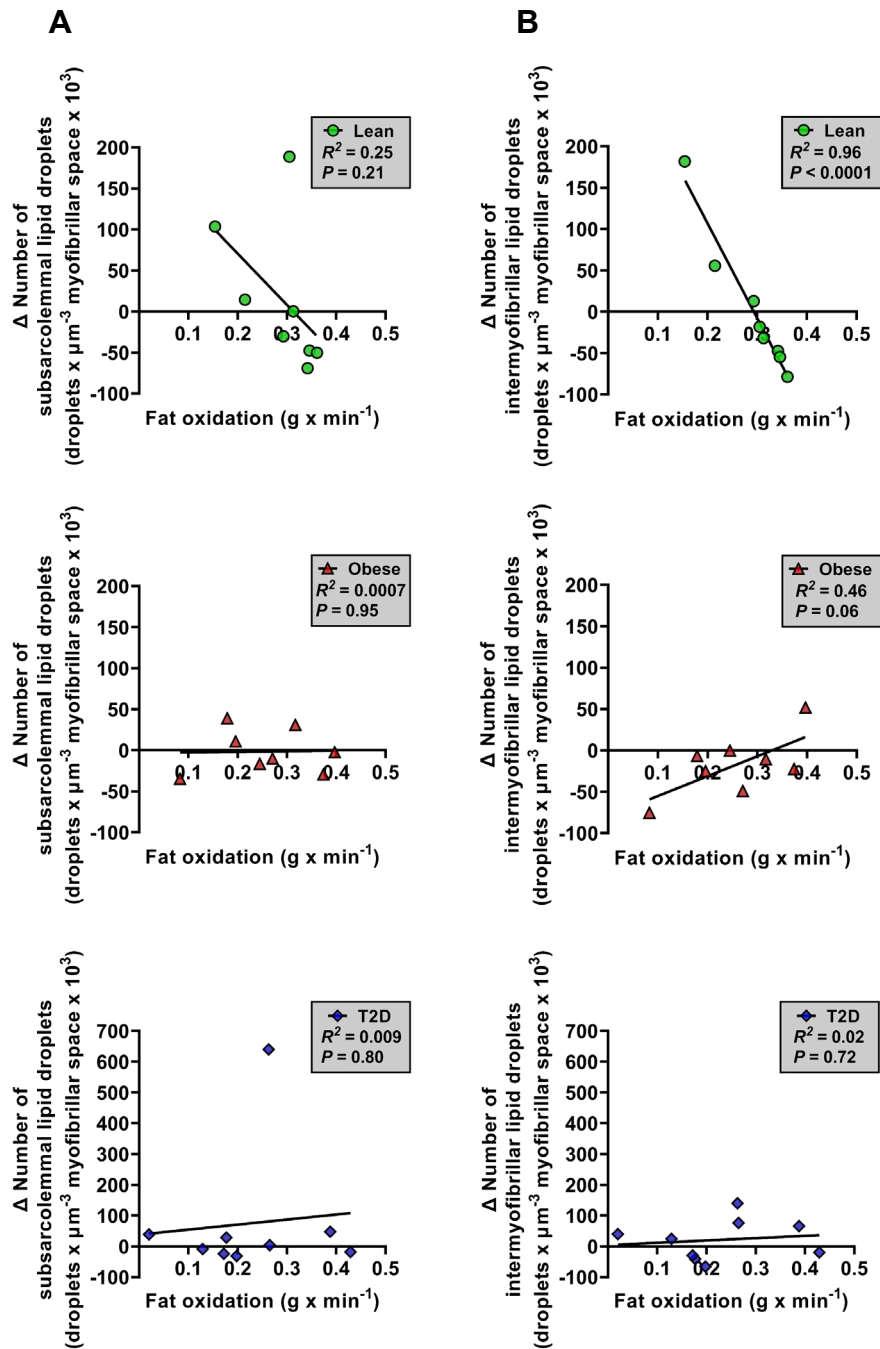 A
B
Δ Number of
subsarcolemmal lipid droplets
(droplets x µm⁻³ myofibrillar space x 10³)
200
150
100
50
0
-50
-100
0.1
0.2
0.3
0.4
0.5
Fat oxidation (g x min⁻¹)
Lean
R² = 0.25
P = 0.21
Δ Number of
intermyofibrillar lipid droplets
(droplets x µm⁻³ myofibrillar space x 10³)
200
150
100
50
0
-50
-100
0.1
0.2
0.3
0.4
0.5
Fat oxidation (g x min⁻¹)
Lean
R² = 0.96
P < 0.0001
Δ Number of
subsarcolemmal lipid droplets
(droplets x µm⁻³ myofibrillar space x 10³)
200
150
100
50
0
-50
-100
0.1
0.2
0.3
0.4
0.5
Fat oxidation (g x min⁻¹)
Obese
R² = 0.0007
P = 0.95
Δ Number of
intermyofibrillar lipid droplets
(droplets x µm⁻³ myofibrillar space x 10³)
200
150
100
50
0
-50
-100
0.1
0.2
0.3
0.4
0.5
Fat oxidation (g x min⁻¹)
Obese
R² = 0.46
P = 0.06
Δ Number of
subsarcolemmal lipid droplets
(droplets x µm⁻³ myofibrillar space x 10³)
700
600
500
400
300
200
100
0
-100
0.1
0.2
0.3
0.4
0.5
Fat oxidation (g x min⁻¹)
T2D
R² = 0.009
P = 0.80
Δ Number of
intermyofibrillar lipid droplets
(droplets x µm⁻³ myofibrillar space x 10³)
700
600
500
400
300
200
100
0
-100
0.1
0.2
0.3
0.4
0.5
Fat oxidation (g x min⁻¹)
T2D
R² = 0.02
P = 0.72